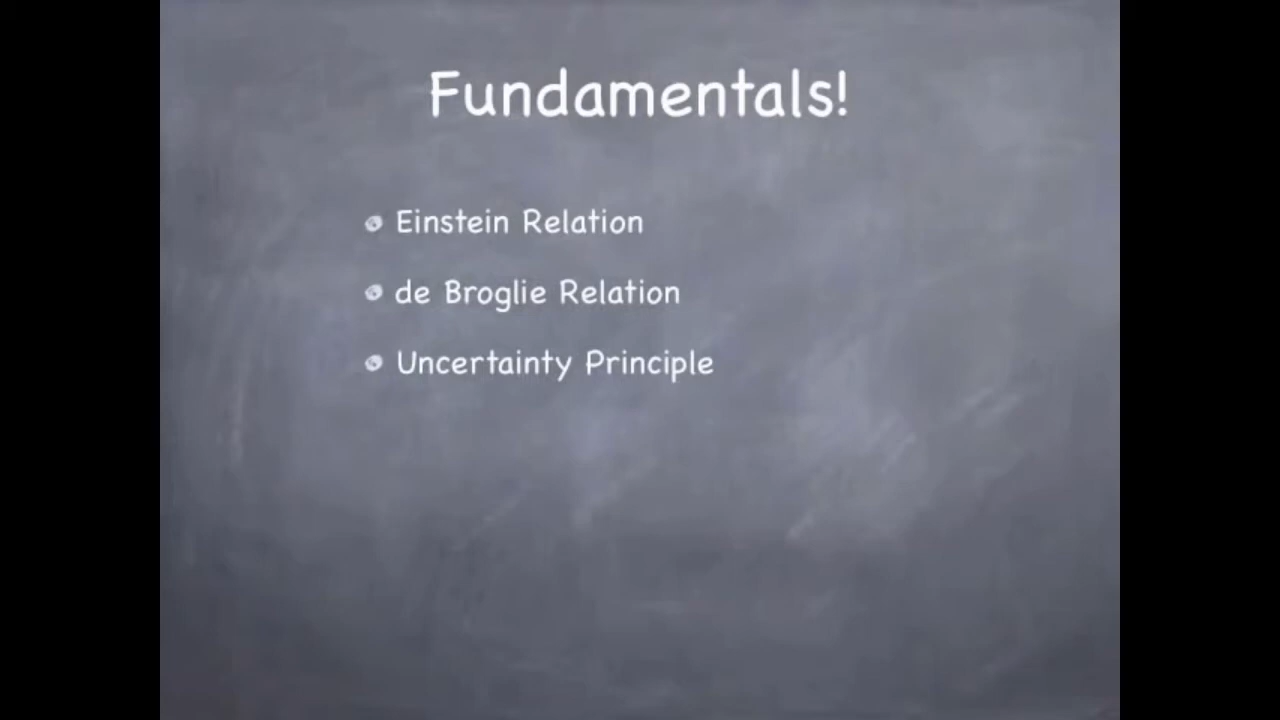 Fundamentals!
Einstein Relation
de Broglie Relation
Uncertainty Principle